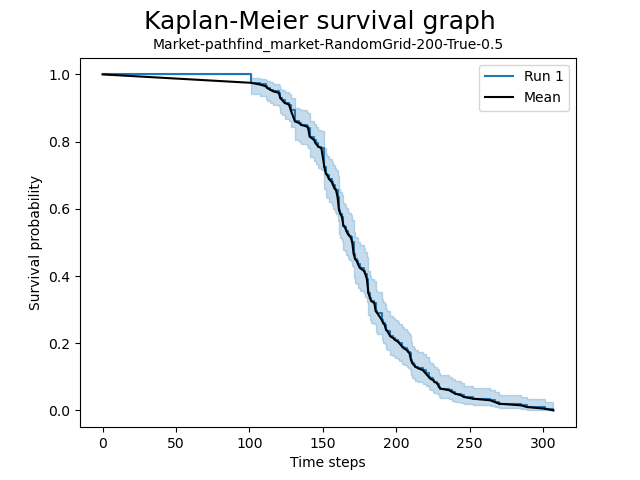 Kaplan-Meier survival graph
Market-pathfind_market-RandomGrid-200-True-0.5
Run 1
Mean
Survival probability
1.0
0.8
0.6
0.4
0.2
0.0
0 50 100 150 200 250 300
Time steps